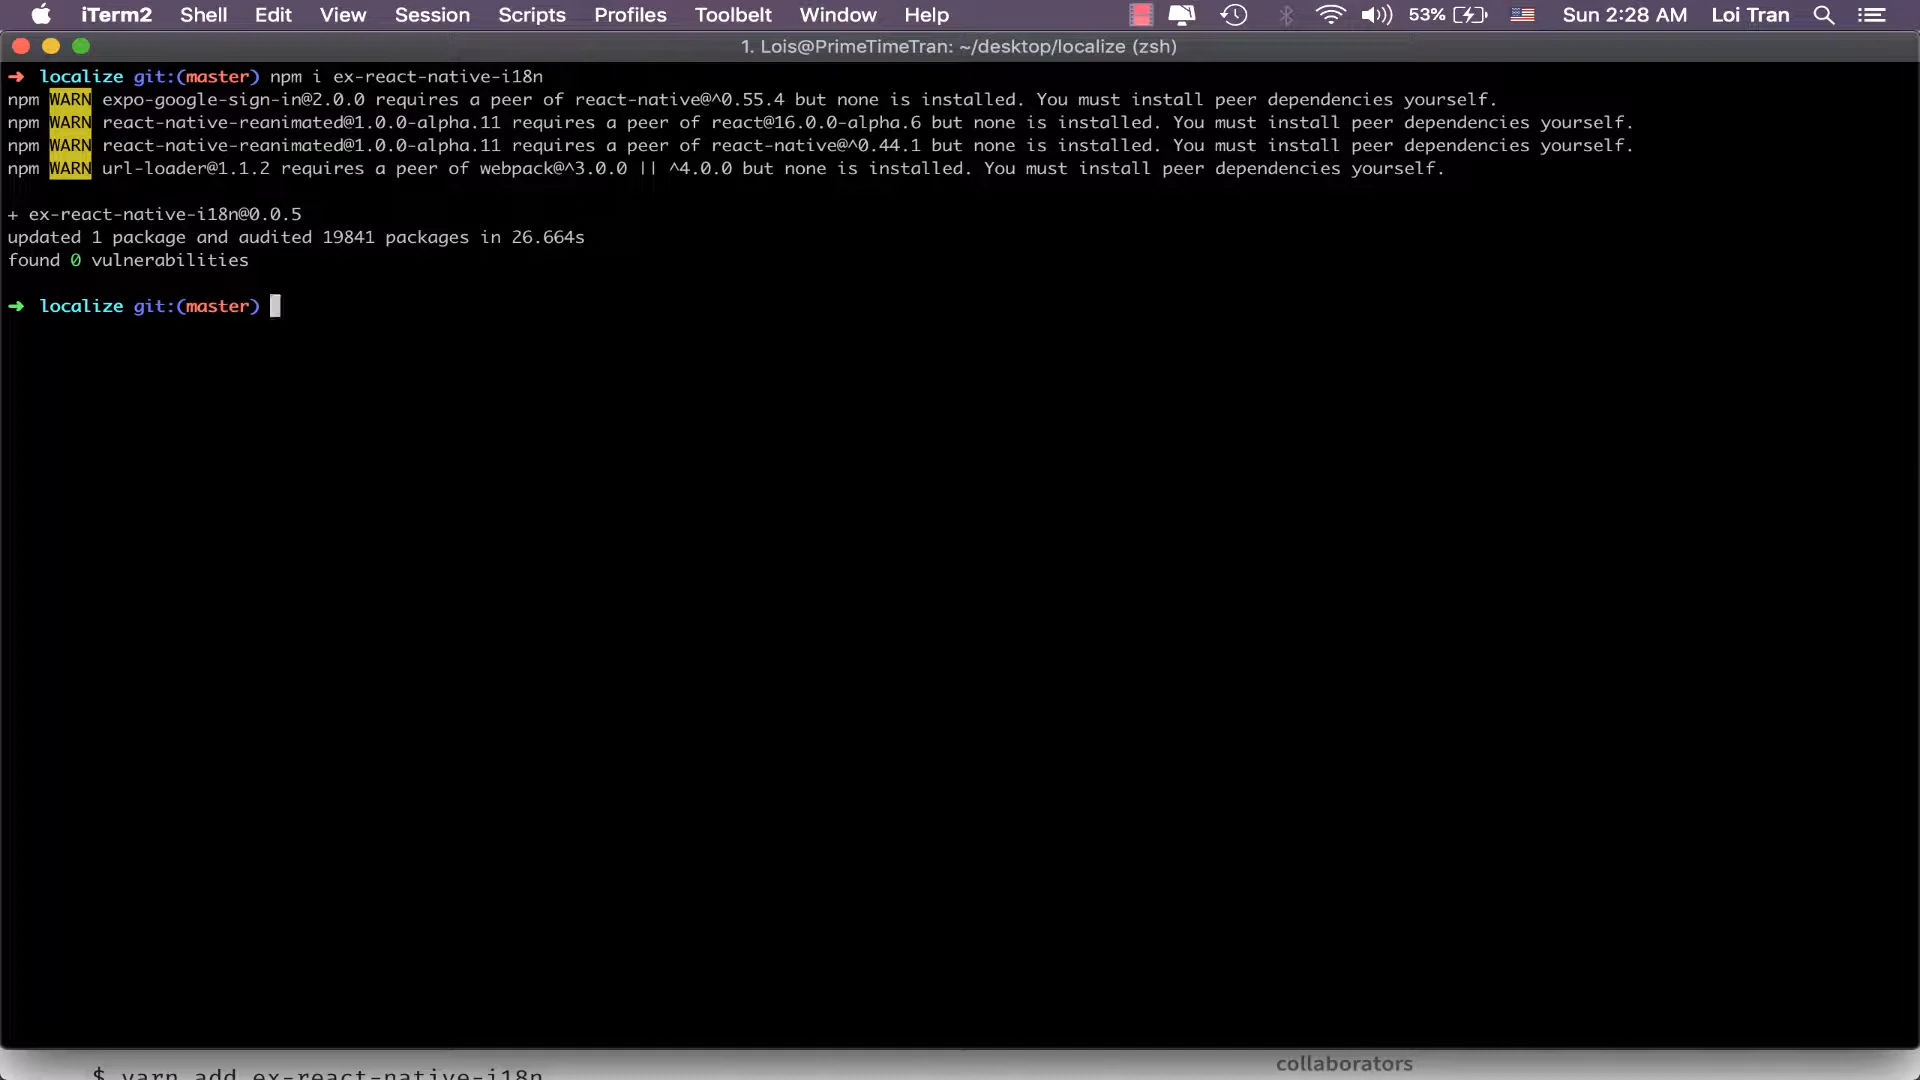 iTerm2 Shell Edit View Session Scripts Profiles Toolbelt Window Help 53% Sun 2:28 AM Loi Tran
1. Lois@PrimeTimeTran: ~/desktop/localize (zsh)
➜ localize git:(master) npm i ex-react-native-i18n
npm WARN expo-google-sign-in@2.0.0 requires a peer of react-native@^0.55.4 but none is installed. You must install peer dependencies yourself.
npm WARN react-native-reanimated@1.0.0-alpha.11 requires a peer of react@16.0.0-alpha.6 but none is installed. You must install peer dependencies yourself.
npm WARN react-native-reanimated@1.0.0-alpha.11 requires a peer of react-native@^0.44.1 but none is installed. You must install peer dependencies yourself.
npm WARN url-loader@1.1.2 requires a peer of webpack@^3.0.0 || ^4.0.0 but none is installed. You must install peer dependencies yourself.
+ ex-react-native-i18n@0.0.5
updated 1 package and audited 19841 packages in 26.664s
found 0 vulnerabilities
➜ localize git:(master)
collaborators
$ yarn add ex-react-native-i18n